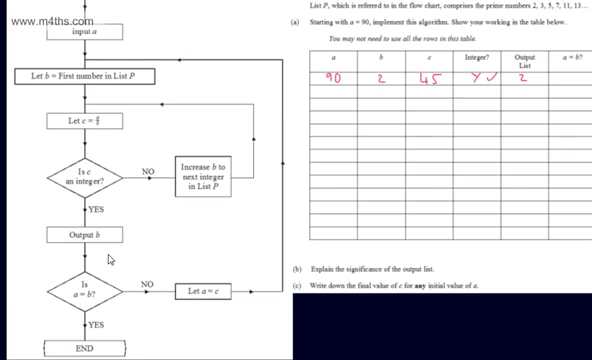 www.m4ths.com
input a
Let b = First number in List P
Let c = a/b
Is c
an integer?
NO
Increase b to
next integer
in List P
YES
Output b
Is
a = b?
NO
Let a = c
YES
END
List P, which is referred to in the flow chart, comprises the prime numbers 2, 3, 5, 7, 11, 13…
(a) Starting with a = 90, implement this algorithm. Show your working in the table below.
You may not need to use all the rows in this table.
a b c Integer? Output List a = b?
90 2 45 Y ✓ 2
(b) Explain the significance of the output list.
(c) Write down the final value of c for any initial value of a.